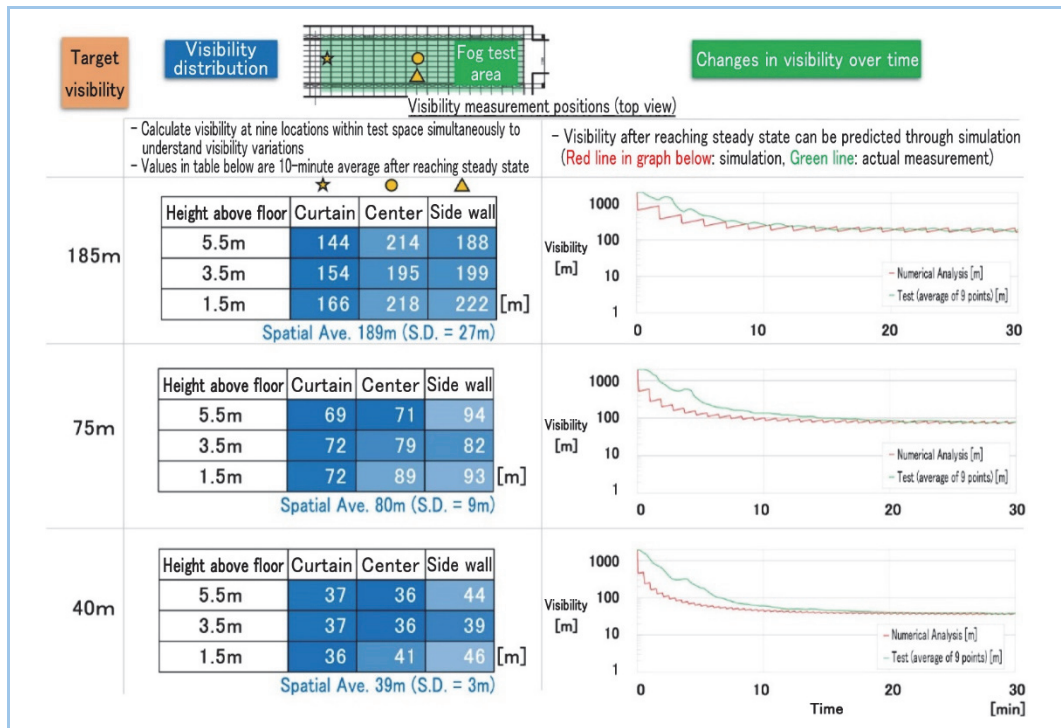 Target
visibility
Visibility
distribution
Fog test
area
Visibility measurement positions (top view)
Changes in visibility over time
- Calculate visibility at nine locations within test space simultaneously to
understand visibility variations
- Values in table below are 10-minute average after reaching steady state
- Visibility after reaching steady state can be predicted through simulation
(Red line in graph below: simulation, Green line: actual measurement)
185m
Height above floor Curtain Center Side wall
5.5m 144 214 188
3.5m 154 195 199
1.5m 166 218 222 [m]
Spatial Ave. 189m (S.D. = 27m)
Visibility
[m]
1000
100
10
1
0 10 20 30
Numerical Analysis [m]
Test (average of 9 points) [m]
75m
Height above floor Curtain Center Side wall
5.5m 69 71 94
3.5m 72 79 82
1.5m 72 89 93 [m]
Spatial Ave. 80m (S.D. = 9m)
Visibility
[m]
1000
100
10
1
0 10 20 30
Numerical Analysis [m]
Test (average of 9 points) [m]
40m
Height above floor Curtain Center Side wall
5.5m 37 36 44
3.5m 37 36 39
1.5m 36 41 46 [m]
Spatial Ave. 39m (S.D. = 3m)
Visibility
[m]
1000
100
10
1
0 10 20 30
Numerical Analysis [m]
Test (average of 9 points) [m]
Time [min]